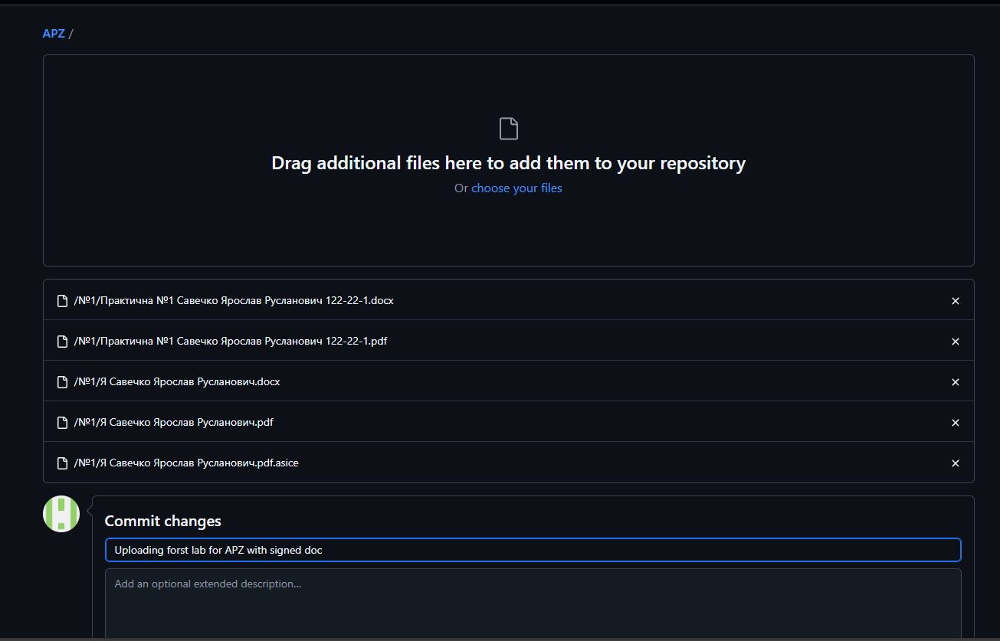 APZ /
Drag additional files here to add them to your repository
Or choose your files
/№1/Практична №1 Савечко Ярослав Русланович 122-22-1.docx
/№1/Практична №1 Савечко Ярослав Русланович 122-22-1.pdf
/№1/Я Савечко Ярослав Русланович.docx
/№1/Я Савечко Ярослав Русланович.pdf
/№1/Я Савечко Ярослав Русланович.pdf.asice
Commit changes
Uploading forst lab for APZ with signed doc
Add an optional extended description...